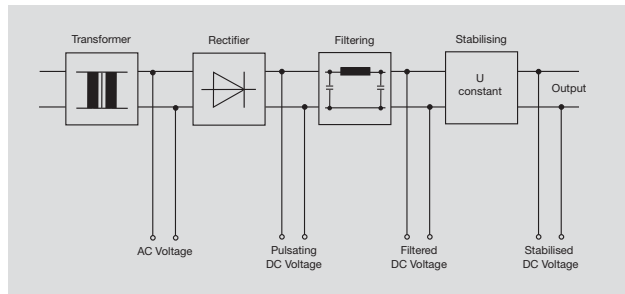 Transformer
Rectifier
Filtering
Stabilising
U
constant
Output
AC Voltage
Pulsating
DC Voltage
Filtered
DC Voltage
Stabilised
DC Voltage